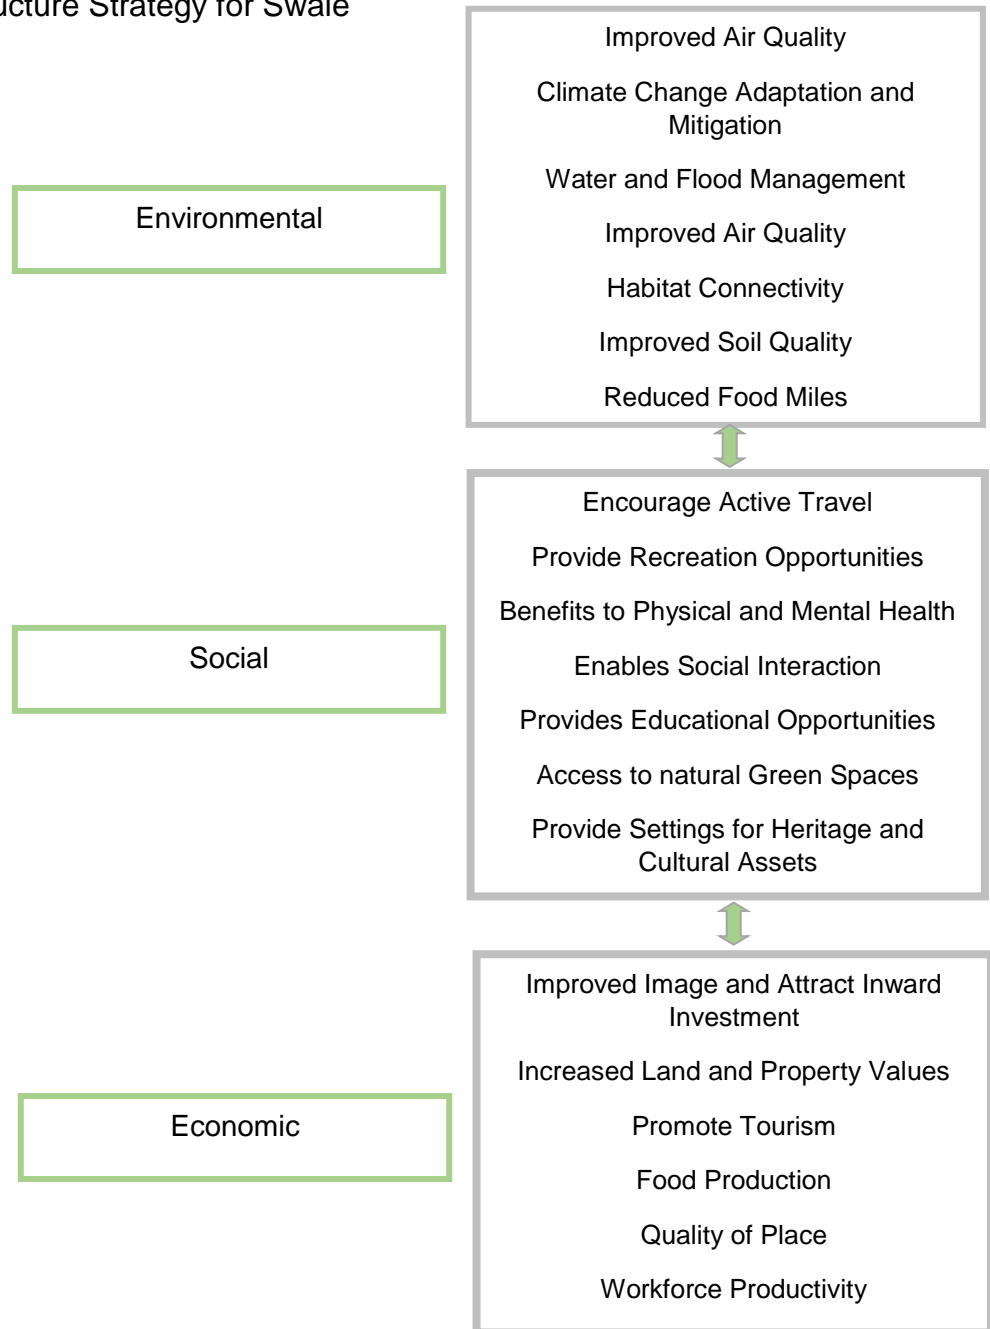 ucture Strategy for Swale
Improved Air Quality
Climate Change Adaptation and
Mitigation
Water and Flood Management
Environmental
Improved Air Quality
Habitat Connectivity
Improved Soil Quality
Reduced Food Miles
Encourage Active Travel
Provide Recreation Opportunities
Benefits to Physical and Mental Health
Social
Enables Social Interaction
Provides Educational Opportunities
Access to natural Green Spaces
Provide Settings for Heritage and
Cultural Assets
Improved Image and Attract Inward
Investment
Increased Land and Property Values
Economic
Promote Tourism
Food Production
Quality of Place
Workforce Productivity